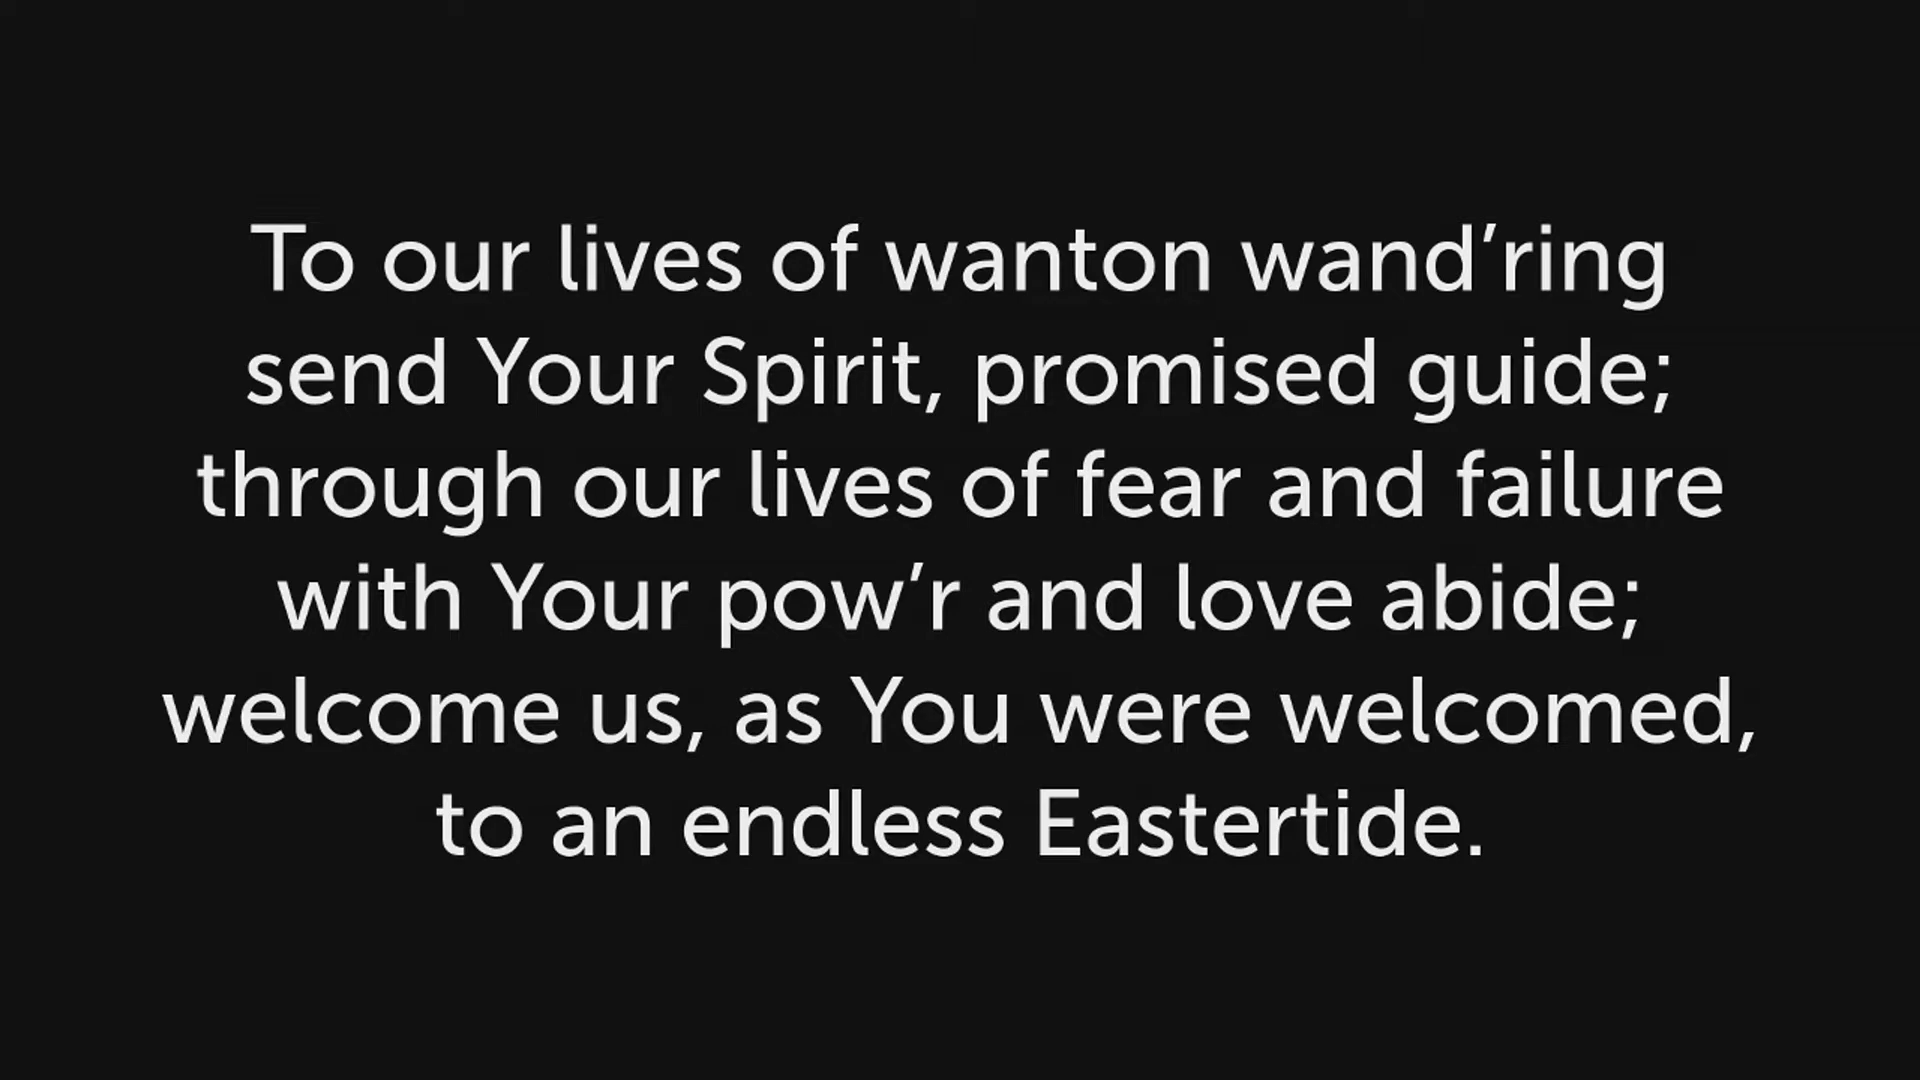 To our lives of wanton wand’ring
send Your Spirit, promised guide;
through our lives of fear and failure
with Your pow’r and love abide;
welcome us, as You were welcomed,
to an endless Eastertide.